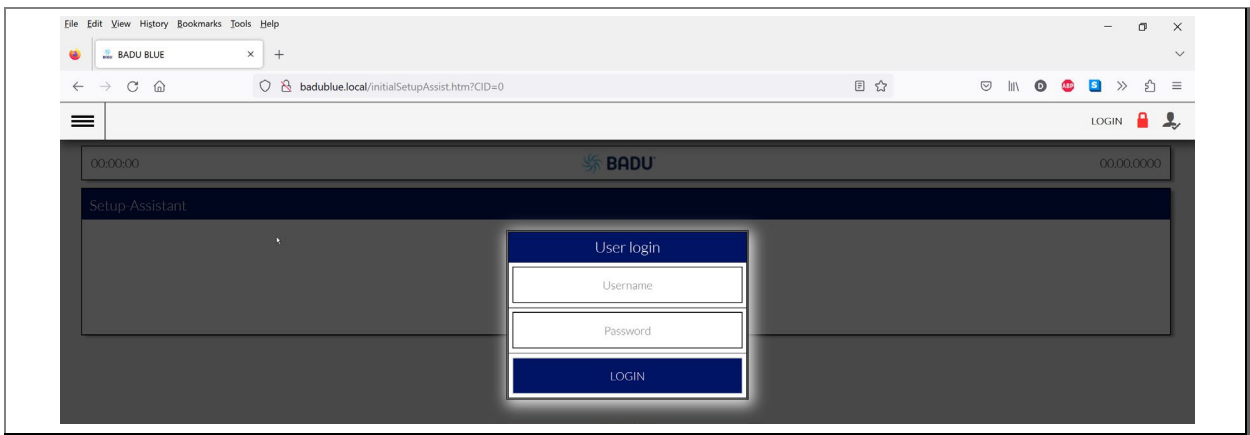 File Edit View History Bookmarks Tools Help
BADU BLUE
badublue.local/initialSetupAssist.htm?CID=0
LOGIN
00:00:00 BADU 00.00.0000
Setup-Assistant
User login
Username
Password
LOGIN